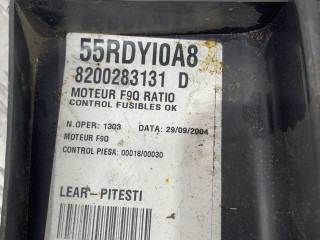 55RDYI0A8
8200283131 D
MOTEUR F9Q RATIO
CONTROL FUSIBLES OK
N.OPER: 1303 DATA: 29/09/2004
MOTEUR F9Q
CONTROL PIESA: 00018/00030
LEAR-PITESTI